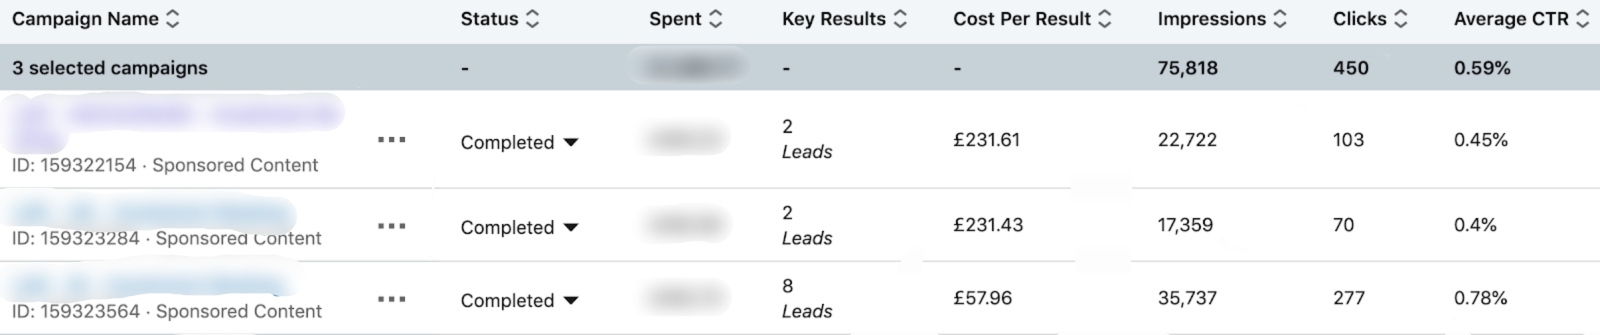 Campaign Name Status Spent Key Results Cost Per Result Impressions Clicks Average CTR
3 selected campaigns - - - 75,818 450 0.59%
Completed 2 Leads £231.61 22,722 103 0.45%
ID: 159322154 · Sponsored Content
Completed 2 Leads £231.43 17,359 70 0.4%
ID: 159323284 · Sponsored Content
Completed 8 Leads £57.96 35,737 277 0.78%
ID: 159323564 · Sponsored Content